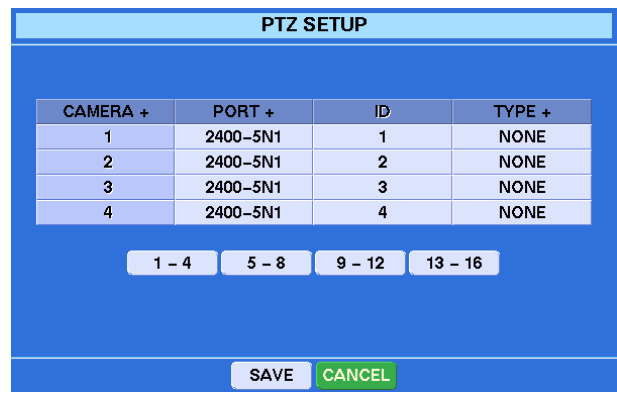 PTZ SETUP
CAMERA + PORT + ID TYPE +
1 2400-5N1 1 NONE
2 2400-5N1 2 NONE
3 2400-5N1 3 NONE
4 2400-5N1 4 NONE
1 - 4 5 - 8 9 - 12 13 - 16
SAVE CANCEL